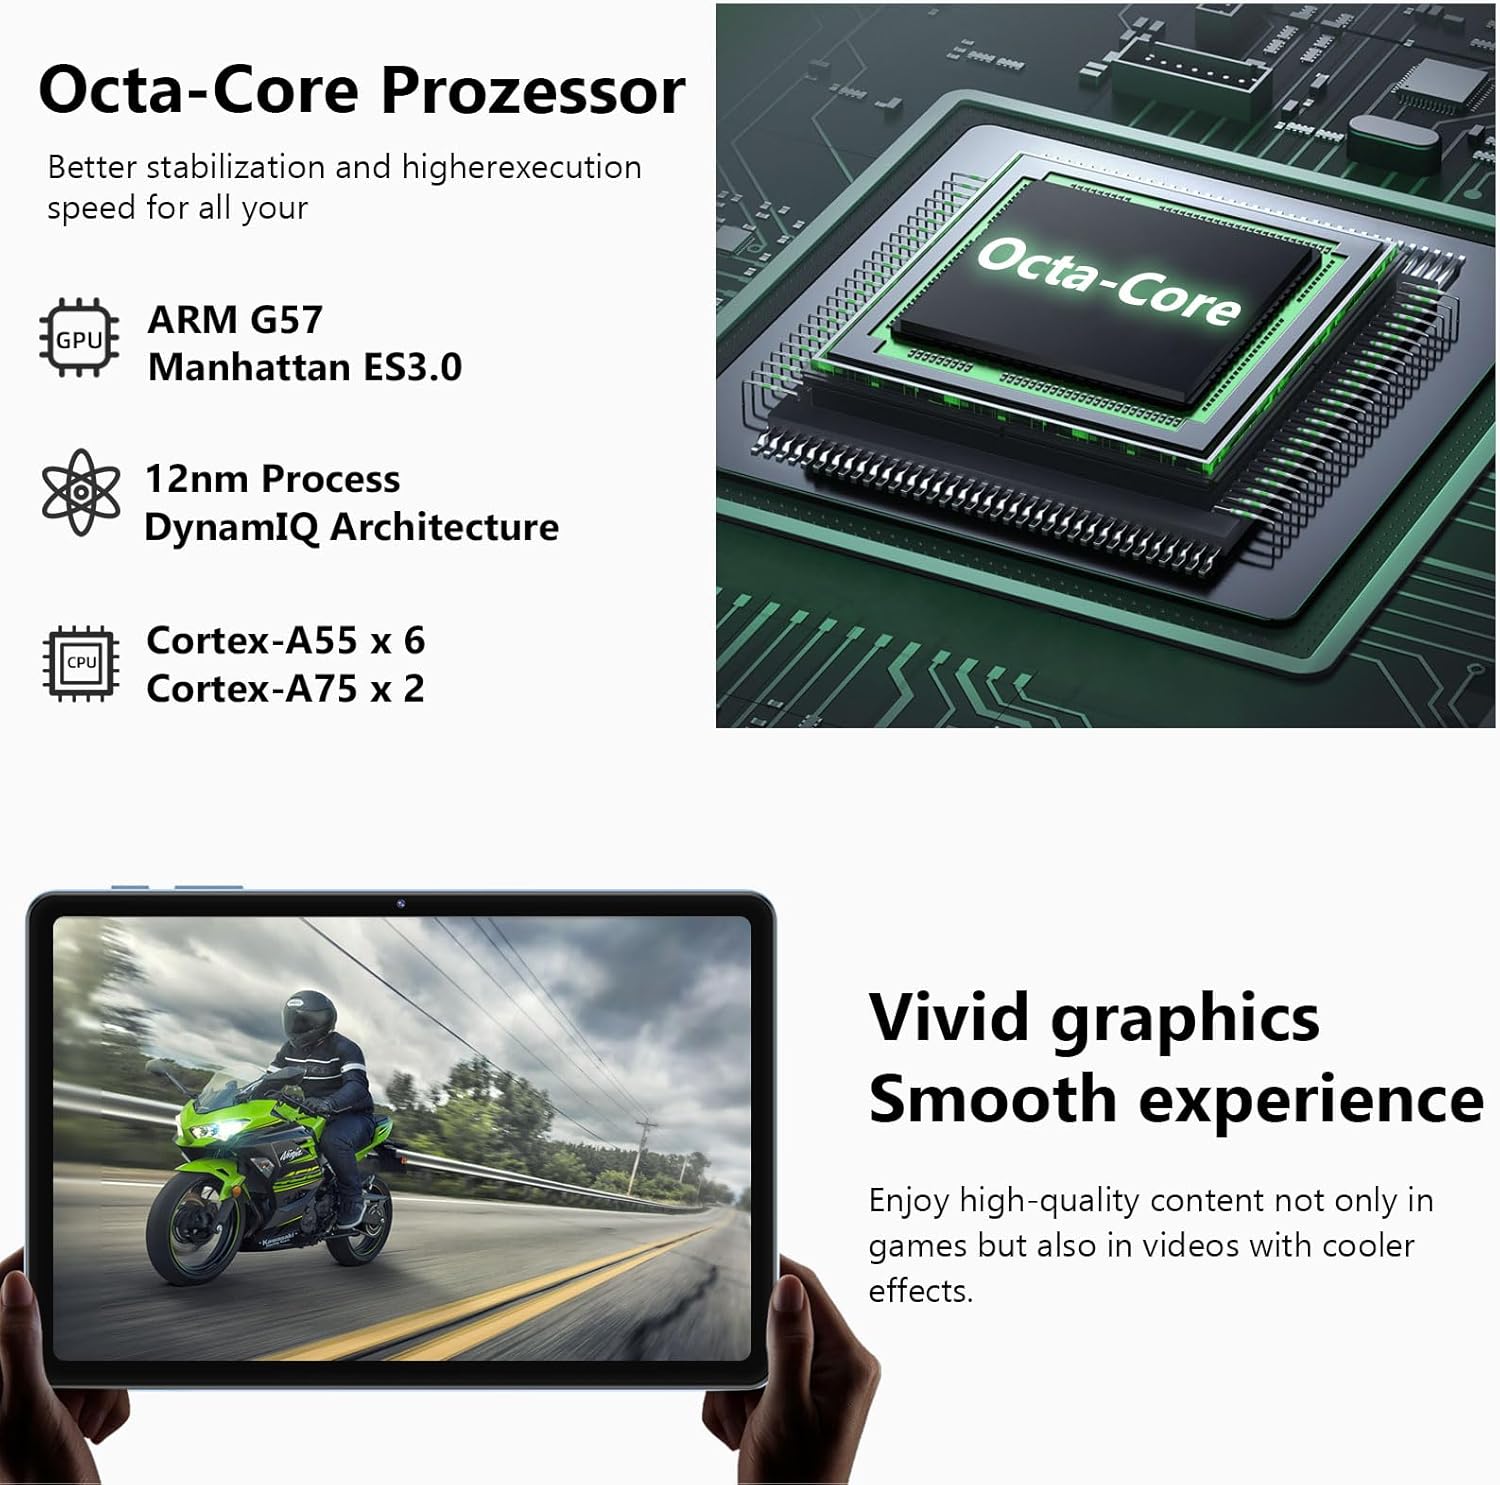 Octa-Core Prozessor
Better stabilization and higherexecution
speed for all your
GPU
ARM G57
Manhattan ES3.0
12nm Process
DynamIQ Architecture
CPU
Cortex-A55 x 6
Cortex-A75 x 2
Octa-Core
Ninja
Kawasaki
Vivid graphics
Smooth experience
Enjoy high-quality content not only in
games but also in videos with cooler
effects.